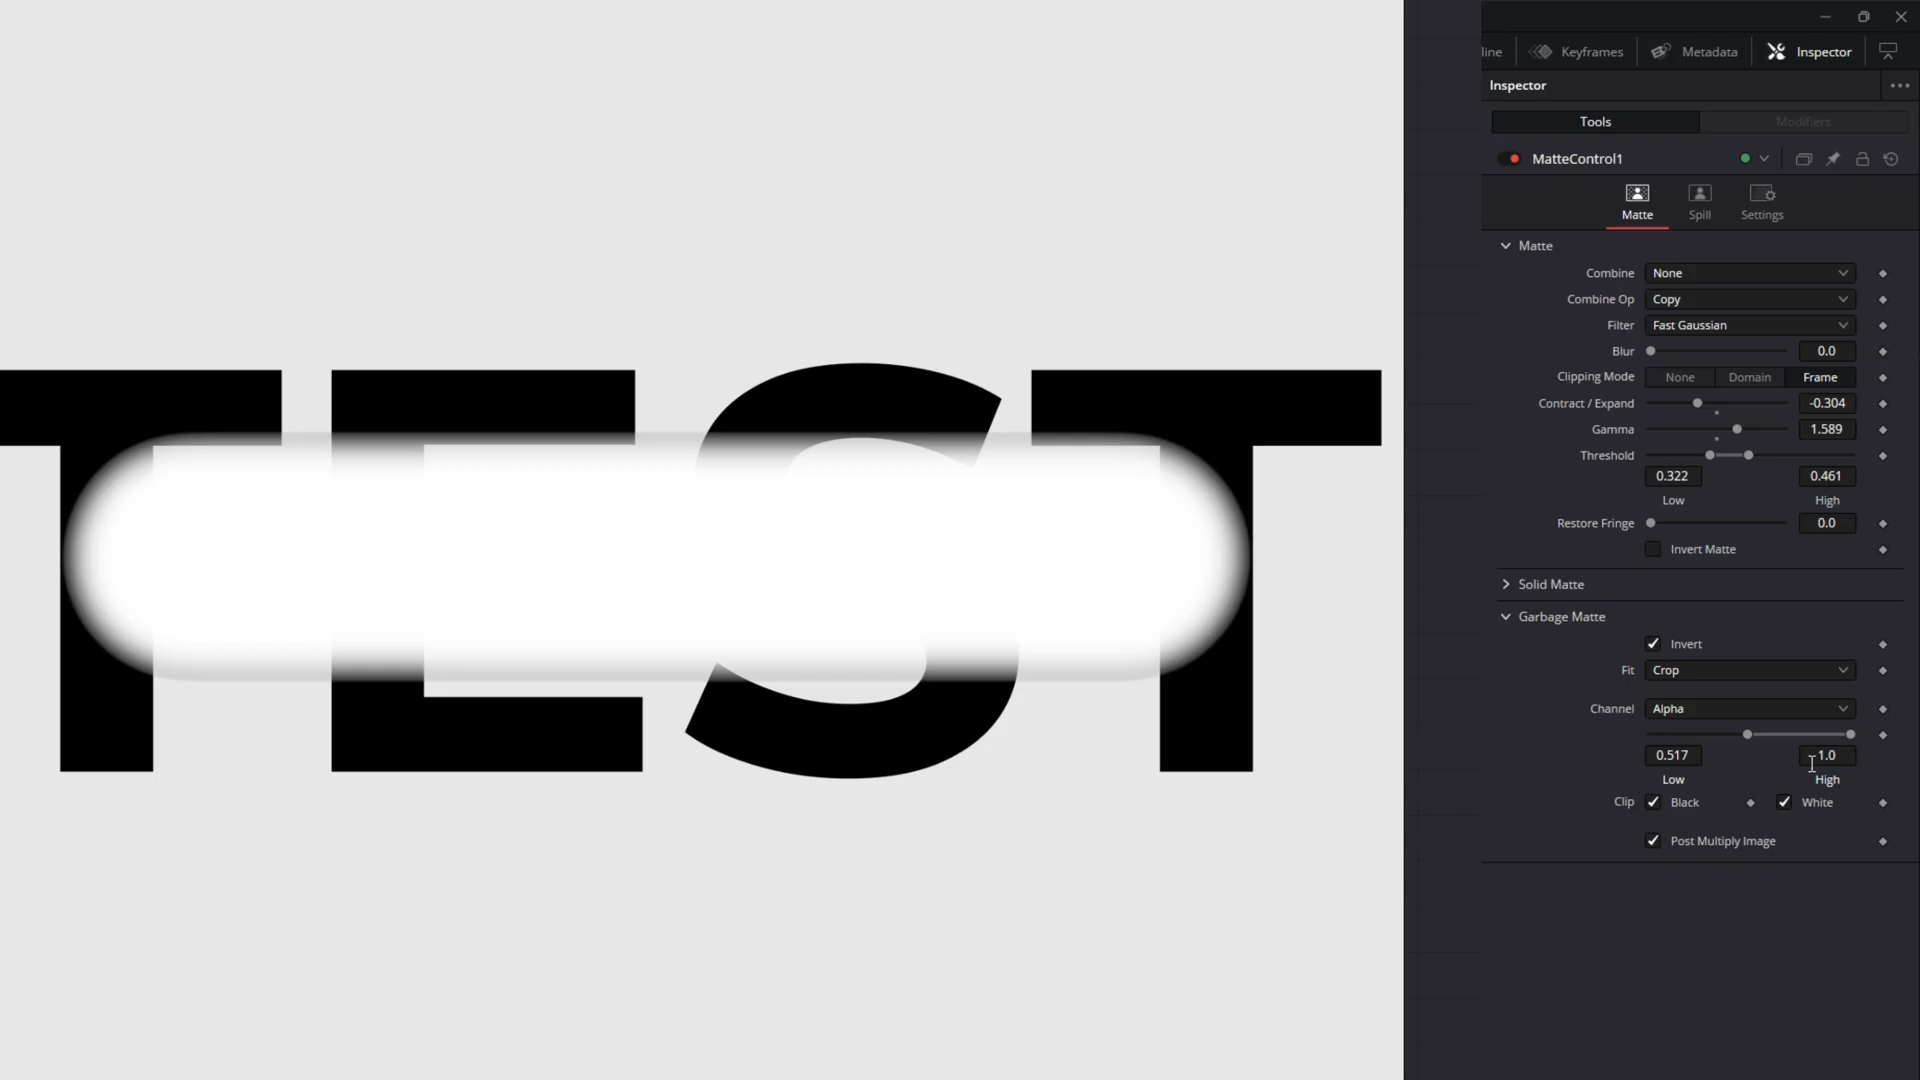 TEST
line
Keyframes
Metadata
Inspector
Inspector
Tools
Modifiers
MatteControl1
Matte
Spill
Settings
Matte
Combine None
Combine Op Copy
Filter Fast Gaussian
Blur 0.0
Clipping Mode None Domain Frame
Contract / Expand -0.304
Gamma 1.589
Threshold
0.322 0.461
Low High
Restore Fringe 0.0
Invert Matte
Solid Matte
Garbage Matte
Invert
Fit Crop
Channel Alpha
0.517 1.0
Low High
Clip Black White
Post Multiply Image